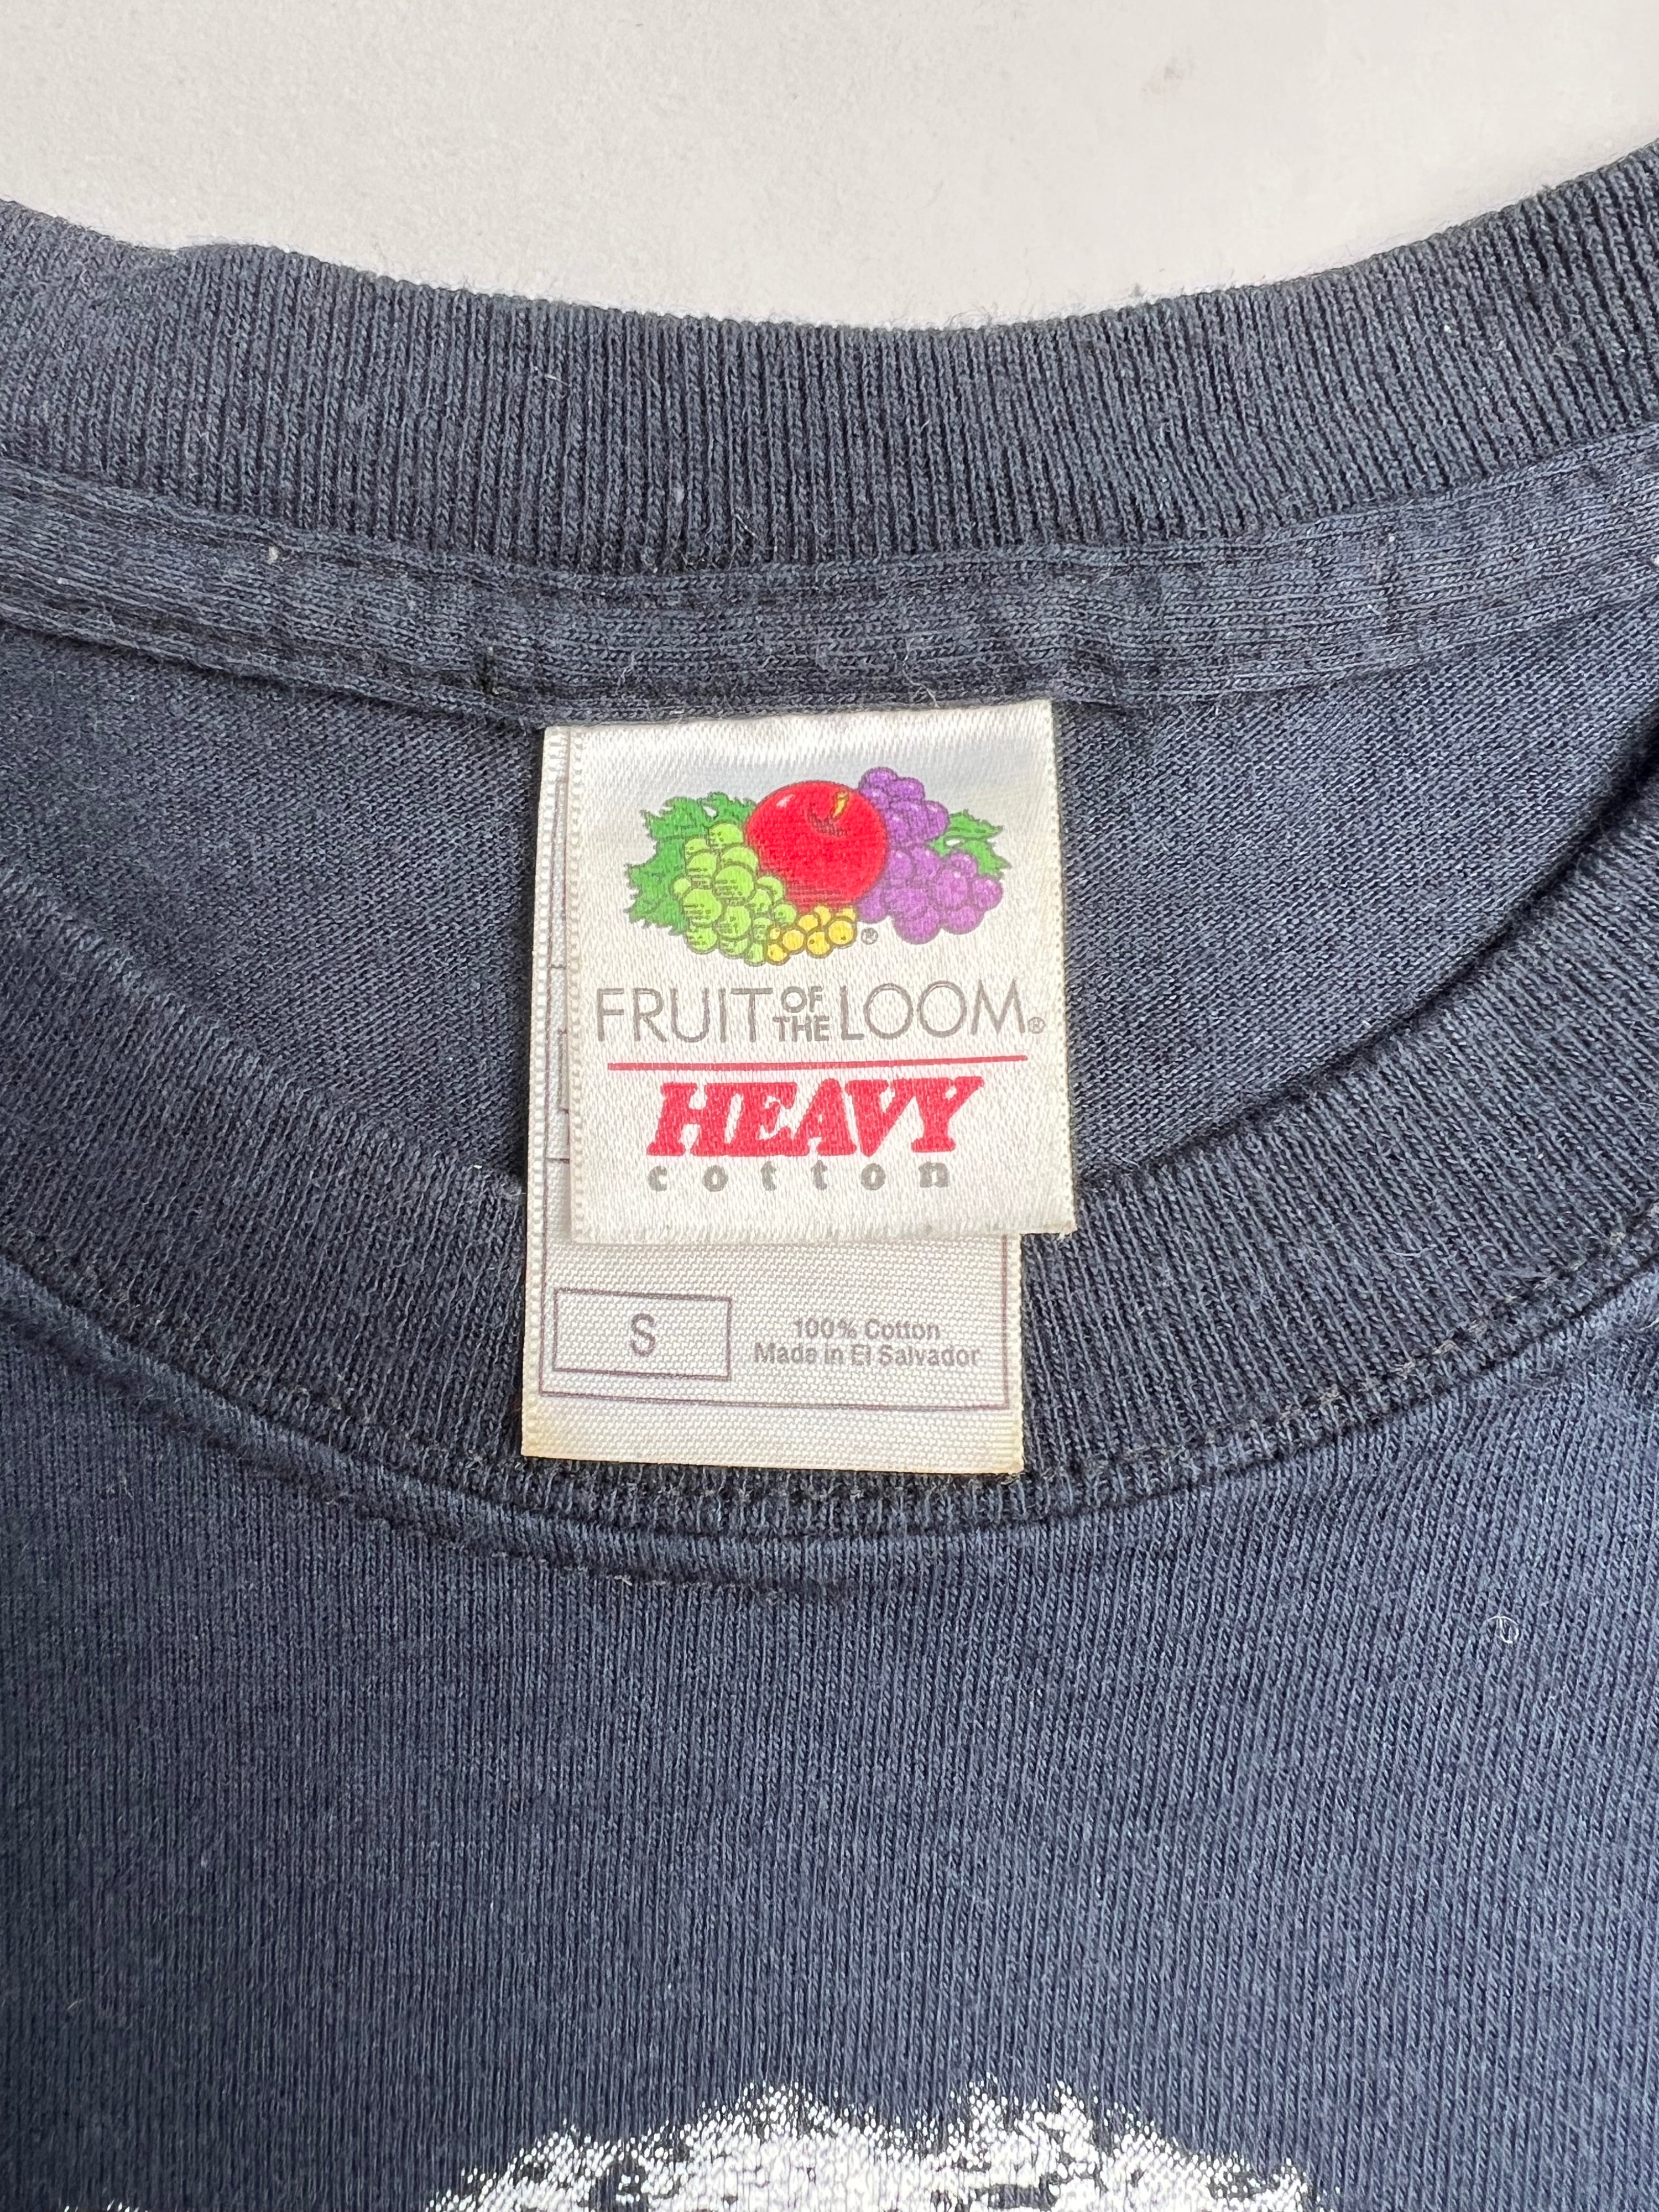 FRUIT OF THE LOOM®
HEAVY
cotton
S
100% Cotton
Made in El Salvador